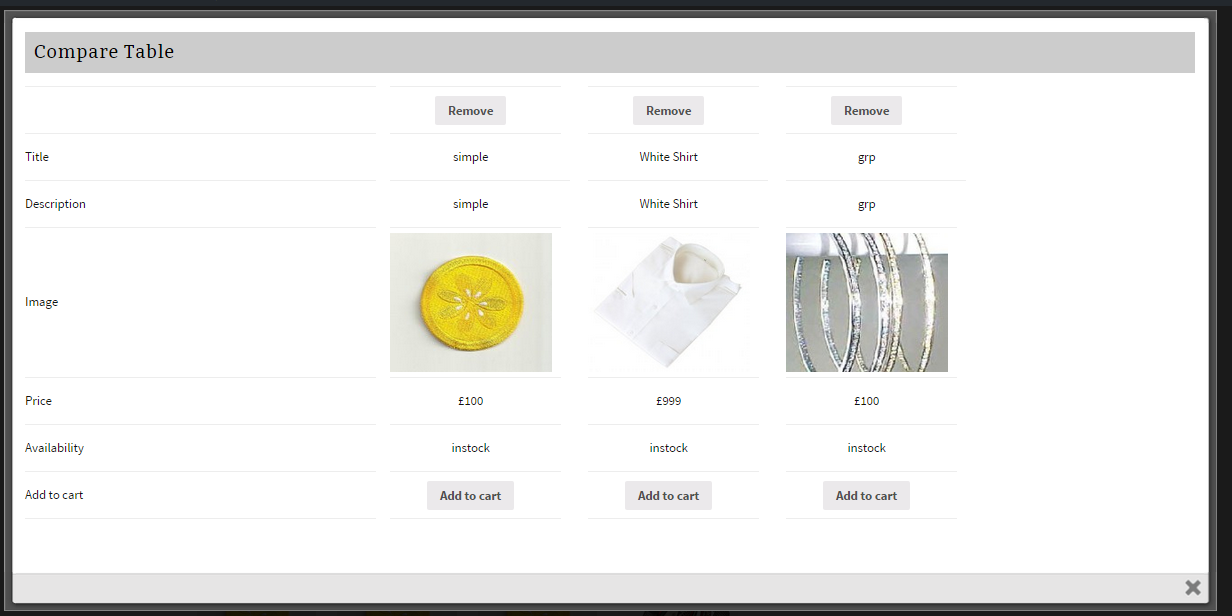 Compare Table
Remove Remove Remove
Title simple White Shirt grp
Description simple White Shirt grp
Image
Price £100 £999 £100
Availability instock instock instock
Add to cart Add to cart Add to cart Add to cart